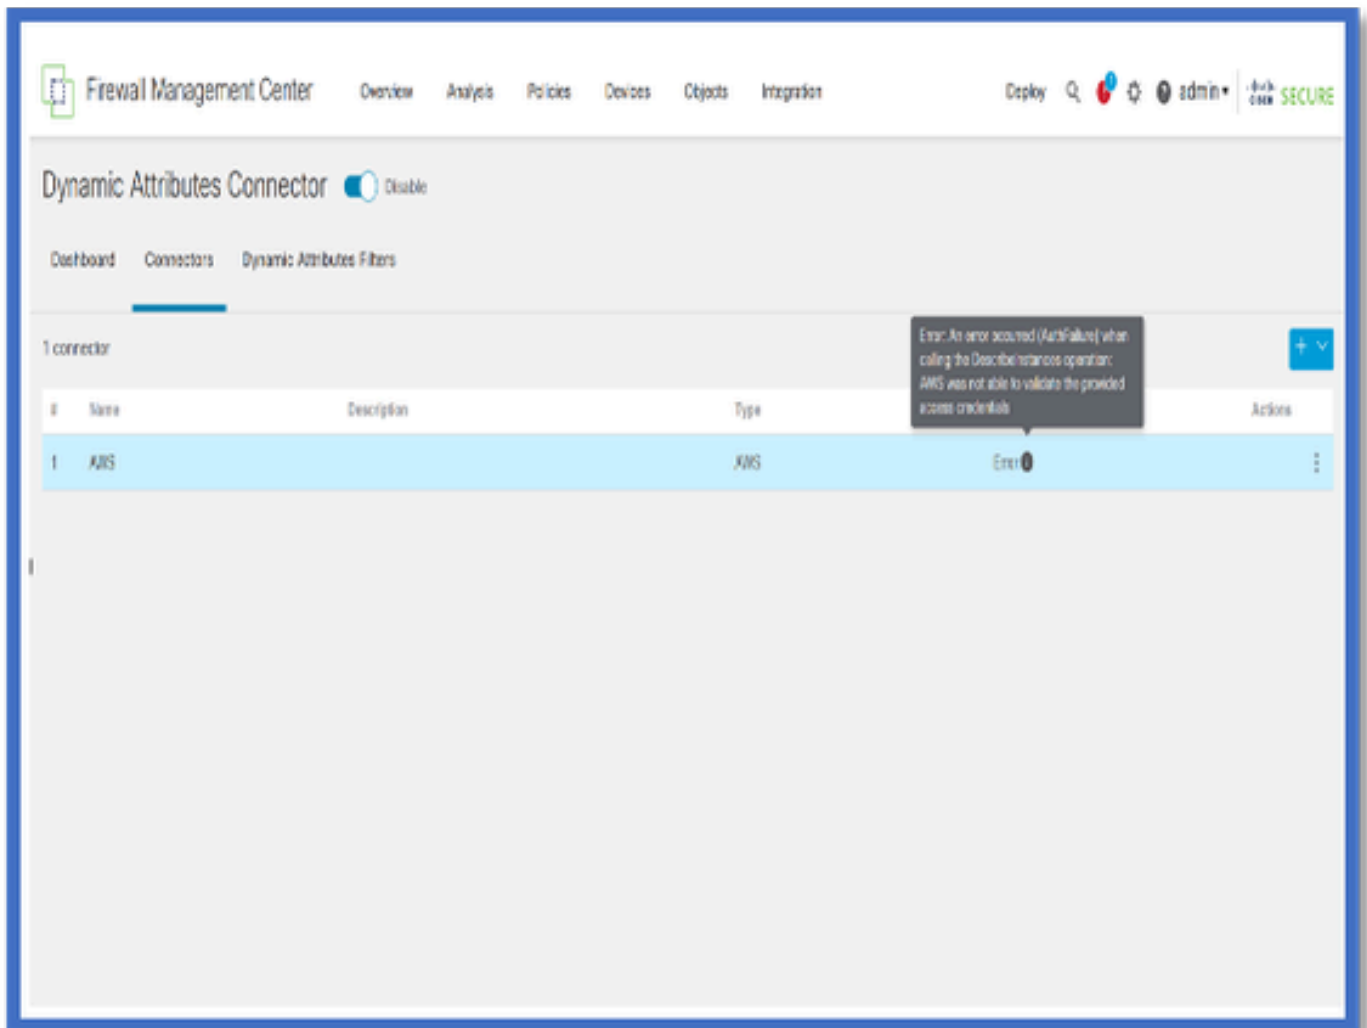 Firewall Management Center Overview Analysis Policies Devices Objects Integration Deploy admin SECURE
Dynamic Attributes Connector Disable
Dashboard Connectors Dynamic Attributes Filters
1 connector
Error: An error occurred (AuthFailure) when
calling the DescribeInstances operation:
AWS was not able to validate the provided
access credentials
# Name Description Type Actions
1 AWS AWS Error